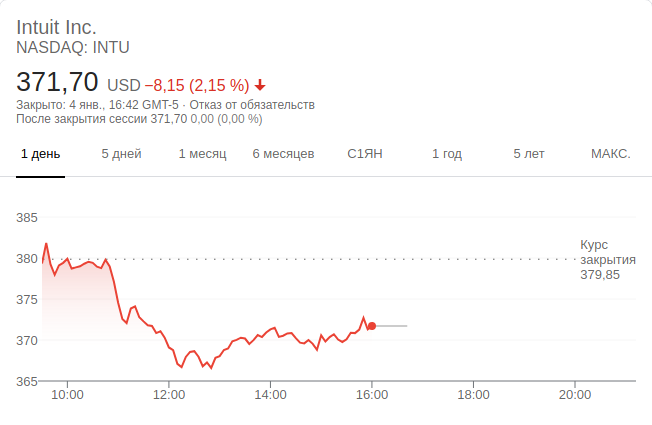 Intuit Inc.
NASDAQ: INTU
371,70 USD −8,15 (2,15 %)
Закрыто: 4 янв., 16:42 GMT-5 · Отказ от обязательств
После закрытия сессии 371,70 0,00 (0,00 %)
1 день 5 дней 1 месяц 6 месяцев С1ЯН 1 год 5 лет МАКС.
385
380
375
370
365
Курс
закрытия
379,85
10:00 12:00 14:00 16:00 18:00 20:00